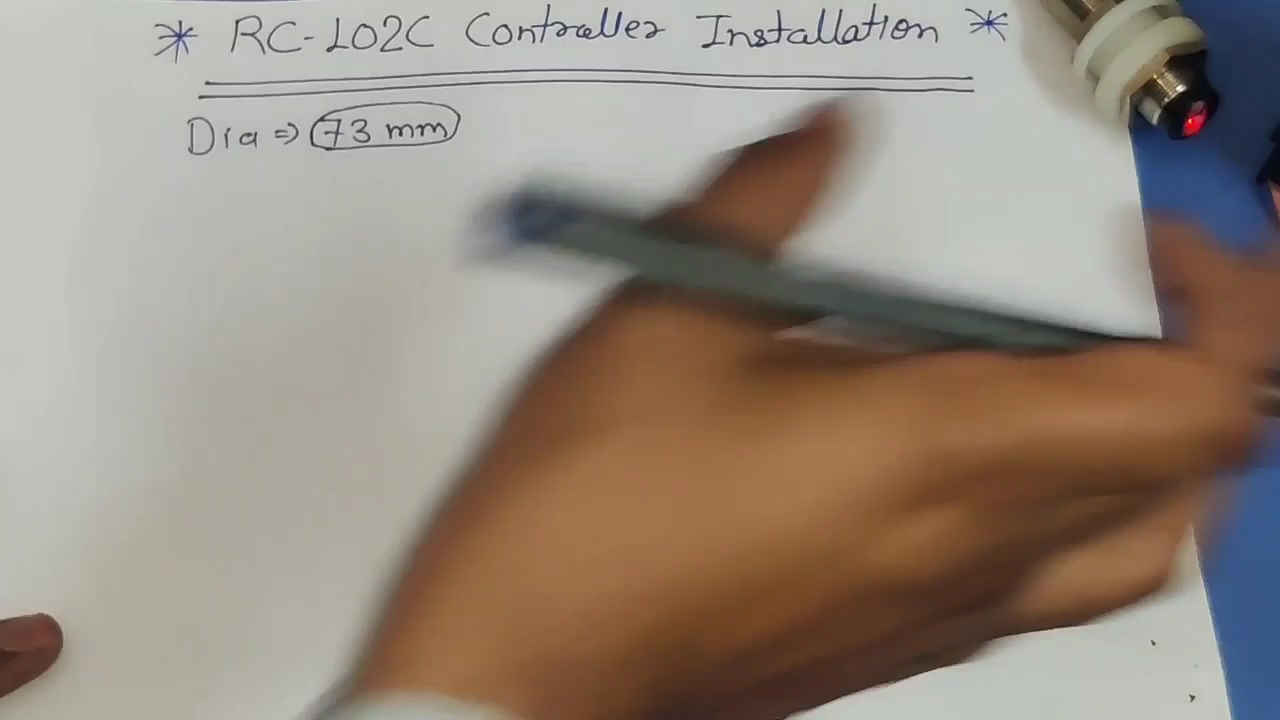 * RC-102C Controller Installation *
Dia => 73 mm